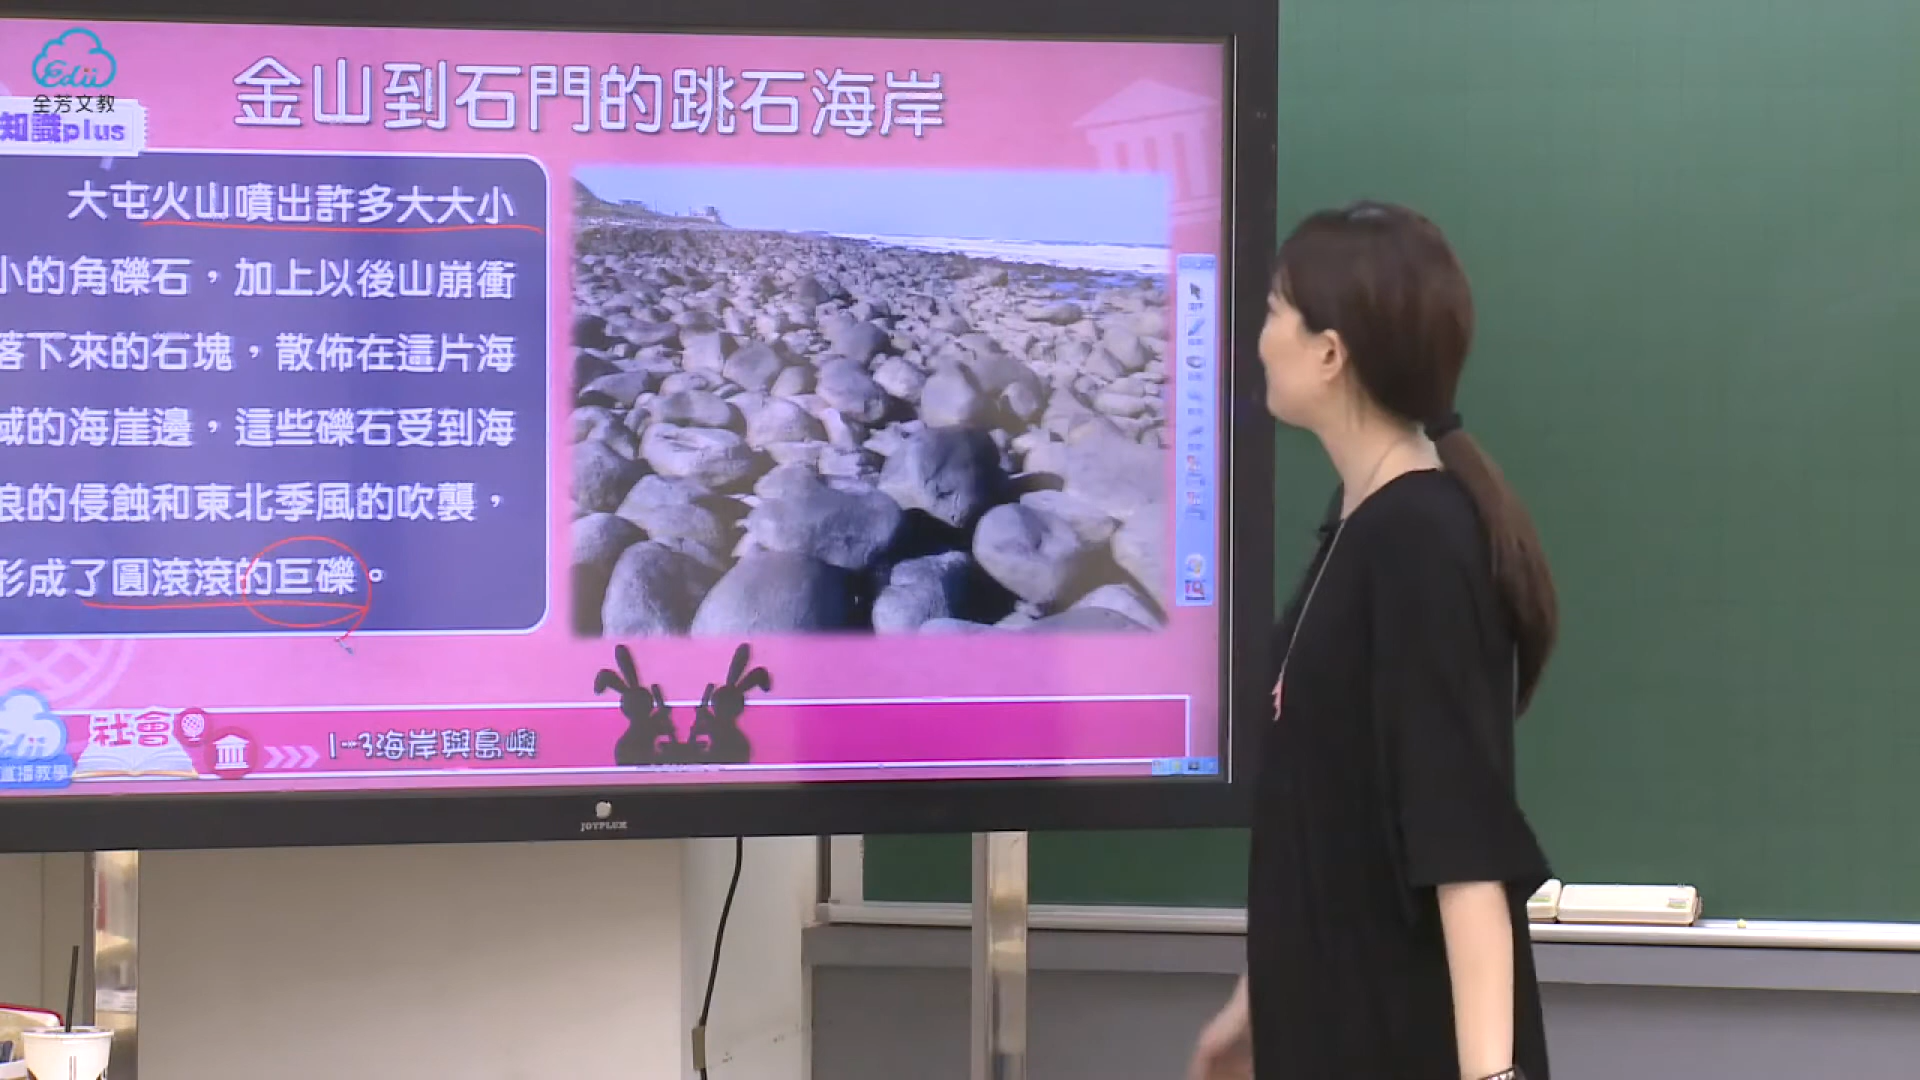 Edii
全芳文教
知識plus
金山到石門的跳石海岸
大屯火山噴出許多大大小
小的角礫石，加上以後山崩衝
落下來的石塊，散佈在這片海
域的海崖邊，這些礫石受到海
浪的侵蝕和東北季風的吹襲，
形成了圓滾滾的巨礫。
社會
1-3海岸與島嶼
直播教學
JOYPLUX